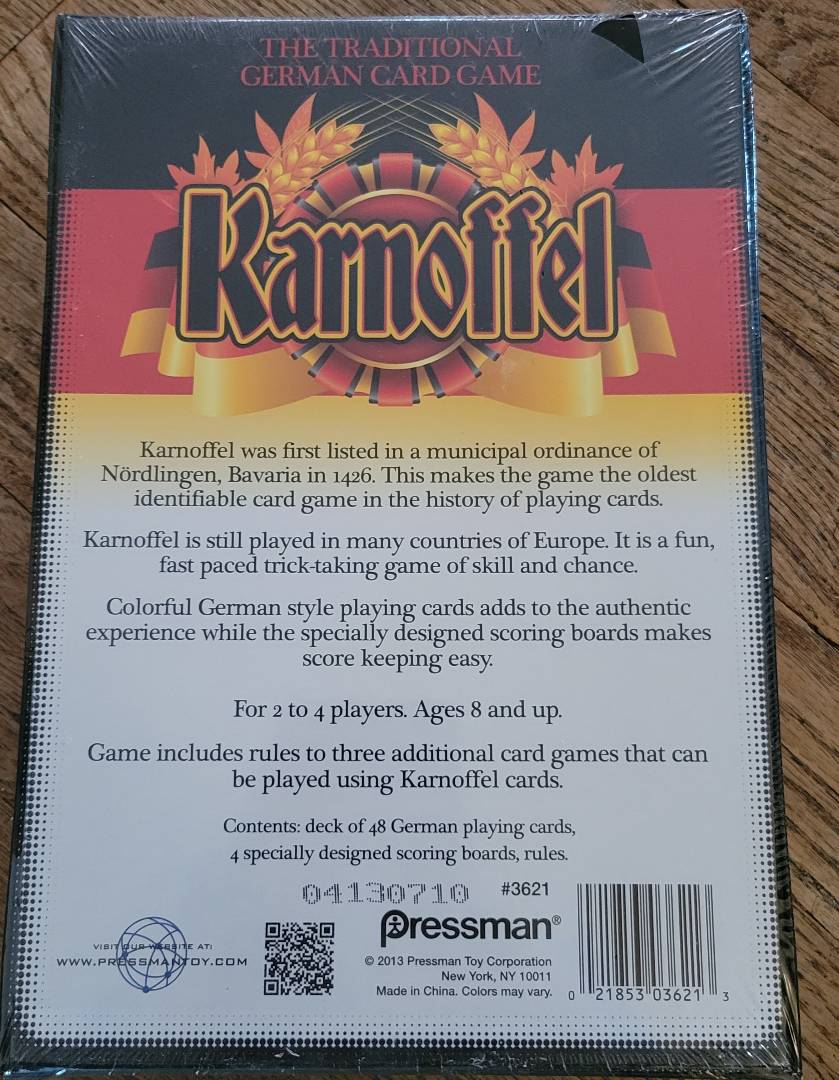 THE TRADITIONAL
GERMAN CARD GAME
Karnoffel
Karnoffel was first listed in a municipal ordinance of
Nördlingen, Bavaria in 1426. This makes the game the oldest
identifiable card game in the history of playing cards.
Karnoffel is still played in many countries of Europe. It is a fun,
fast paced trick-taking game of skill and chance.
Colorful German style playing cards adds to the authentic
experience while the specially designed scoring boards makes
score keeping easy.
For 2 to 4 players. Ages 8 and up.
Game includes rules to three additional card games that can
be played using Karnoffel cards.
Contents: deck of 48 German playing cards,
4 specially designed scoring boards, rules.
04130710 #3621
VISIT OUR WEBSITE AT:
WWW.PRESSMANTOY.COM
Pressman®
© 2013 Pressman Toy Corporation
New York, NY 10011
Made in China. Colors may vary.
0 21853 03621 3